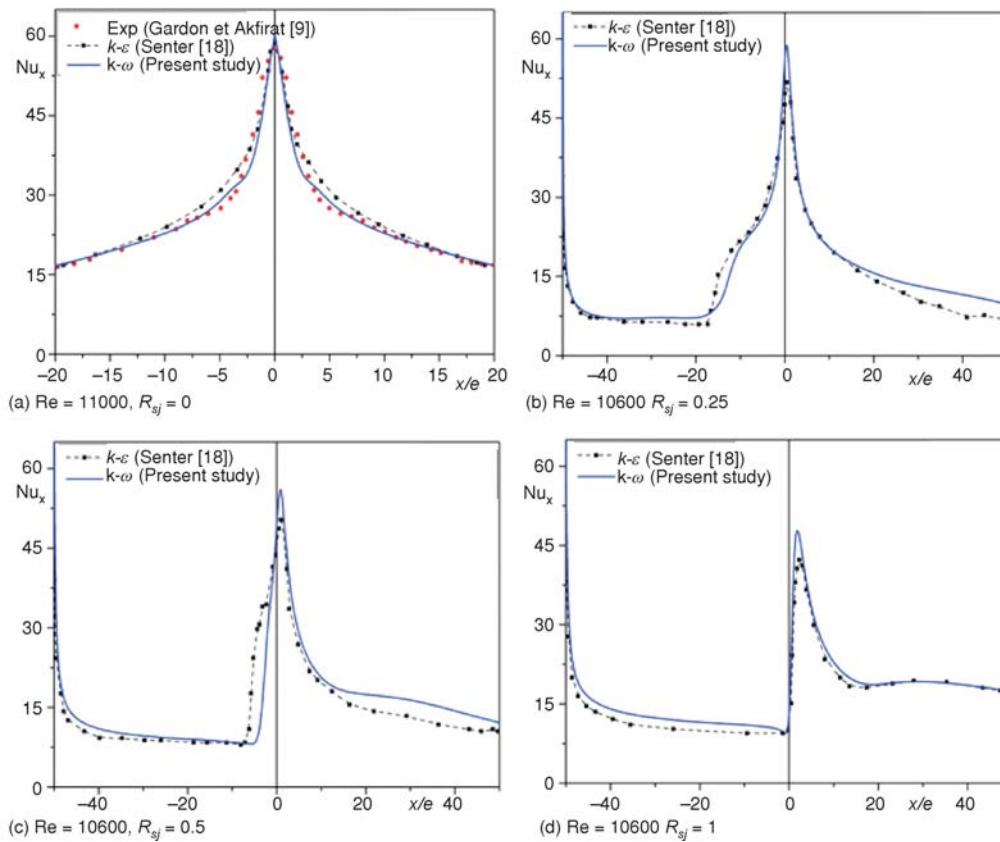 Exp (Gardon et Akfirat [9])
k-ε (Senter [18])
k-ω (Present study)
Nux
60
45
30
15
0
−20 −15 −10 −5 0 5 10 15 20
x/e
(a) Re = 11000, Rsj = 0
k-ε (Senter [18])
k-ω (Present study)
Nux
60
45
30
15
0
−40 −20 0 20 40
x/e
(b) Re = 10600 Rsj = 0.25
k-ε (Senter [18])
k-ω (Present study)
Nux
60
45
30
15
0
−40 −20 0 20 40
x/e
(c) Re = 10600, Rsj = 0.5
k-ε (Senter [18])
k-ω (Present study)
Nux
60
45
30
15
0
−40 −20 0 20 40
x/e
(d) Re = 10600 Rsj = 1